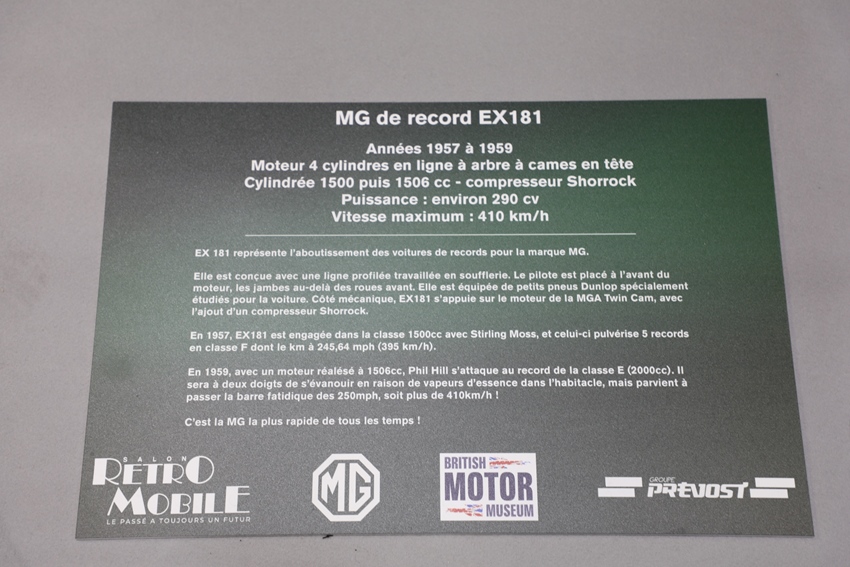 MG de record EX181
Années 1957 à 1959
Moteur 4 cylindres en ligne à arbre à cames en tête
Cylindrée 1500 puis 1506 cc - compresseur Shorrock
Puissance : environ 290 cv
Vitesse maximum : 410 km/h
EX 181 représente l'aboutissement des voitures de records pour la marque MG.
Elle est conçue avec une ligne profilée travaillée en soufflerie. Le pilote est placé à l'avant du
moteur, les jambes au-delà des roues avant. Elle est équipée de petits pneus Dunlop spécialement
étudiés pour la voiture. Côté mécanique, EX181 s'appuie sur le moteur de la MGA Twin Cam, avec
l'ajout d'un compresseur Shorrock.
En 1957, EX181 est engagée dans la classe 1500cc avec Stirling Moss, et celui-ci pulvérise 5 records
en classe F dont le km à 245,64 mph (395 km/h).
En 1959, avec un moteur réalésé à 1506cc, Phil Hill s'attaque au record de la classe E (2000cc). Il
sera à deux doigts de s'évanouir en raison de vapeurs d'essence dans l'habitacle, mais parvient à
passer la barre fatidique des 250mph, soit plus de 410km/h !
C'est la MG la plus rapide de tous les temps !
SALON
RETRO
MOBILE
LE PASSÉ A TOUJOURS UN FUTUR
MG
BRITISH
MOTOR
MUSEUM
GROUPE
PREVOST